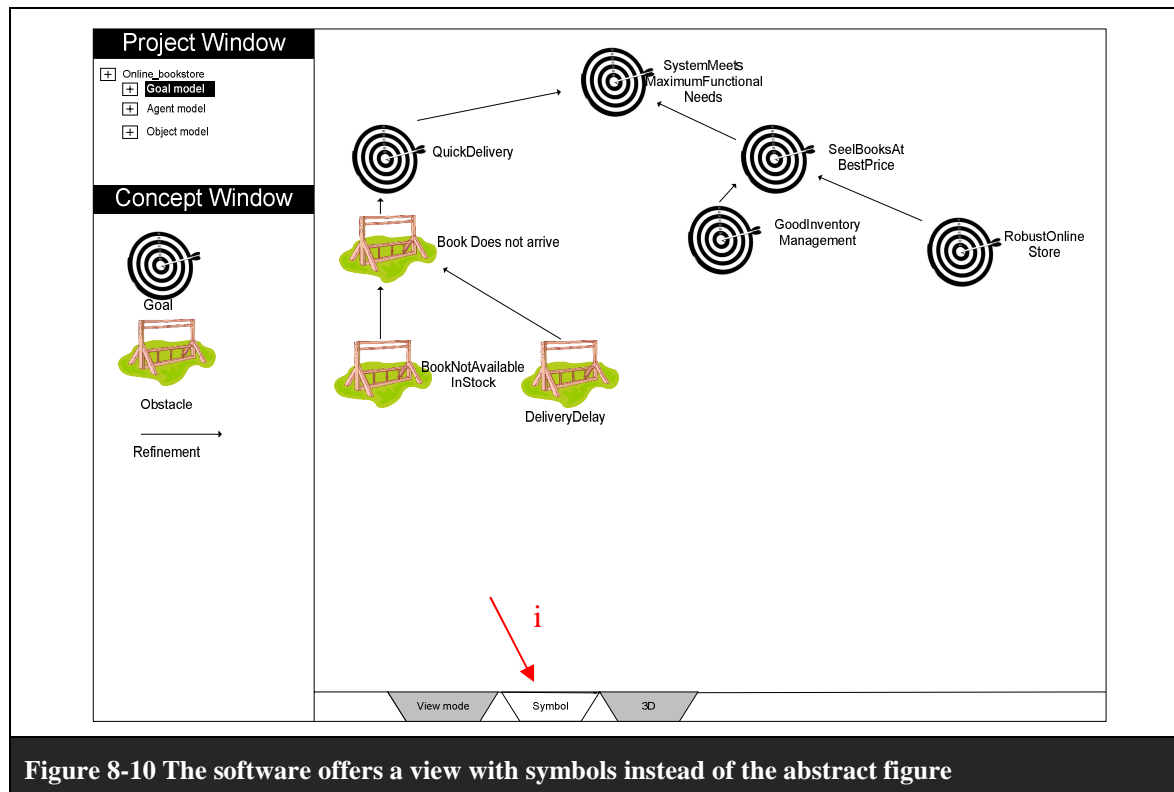 Project Window
Online_bookstore
Goal model
Agent model
Object model
Concept Window
Goal
Obstacle
Refinement
SystemMeets
MaximumFunctional
Needs
QuickDelivery
SeelBooksAt
BestPrice
Book Does not arrive
GoodInventory
Management
RobustOnline
Store
BookNotAvailable
InStock
DeliveryDelay
i
View mode
Symbol
3D
Figure 8-10 The software offers a view with symbols instead of the abstract figure